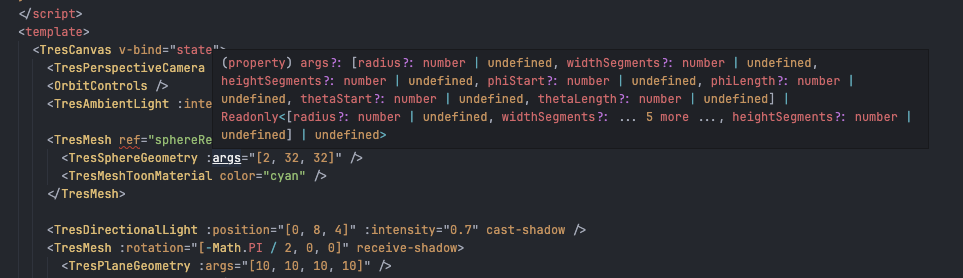 </script>
<template>
<TresCanvas v-bind="state">
<TresPerspectiveCamera
<OrbitControls />
<TresAmbientLight :inte
(property) args?: [radius?: number | undefined, widthSegments?: number | undefined,
heightSegments?: number | undefined, phiStart?: number | undefined, phiLength?: number |
undefined, thetaStart?: number | undefined, thetaLength?: number | undefined] |
Readonly<[radius?: number | undefined, widthSegments?: ... 5 more ..., heightSegments?: number |
undefined] | undefined>
<TresMesh ref="sphereRe
<TresSphereGeometry :args="[2, 32, 32]" />
<TresMeshToonMaterial color="cyan" />
</TresMesh>
<TresDirectionalLight :position="[0, 8, 4]" :intensity="0.7" cast-shadow />
<TresMesh :rotation="[-Math.PI / 2, 0, 0]" receive-shadow>
<TresPlaneGeometry :args="[10, 10, 10, 10]" />